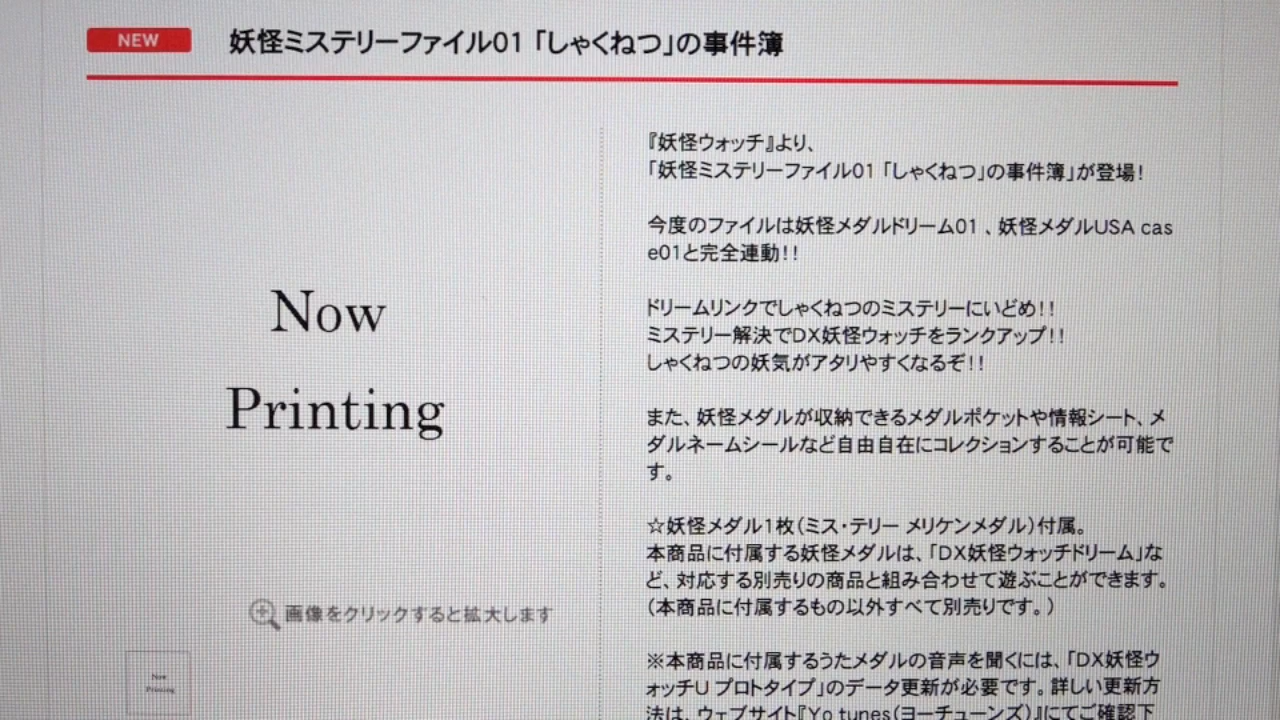 NEW 妖怪ミステリーファイル01「しゃくねつ」の事件簿
『妖怪ウォッチ』より、
「妖怪ミステリーファイル01「しゃくねつ」の事件簿」が登場!
今度のファイルは妖怪メダルドリーム01 、妖怪メダルUSA cas
e01と完全連動!!
ドリームリンクでしゃくねつのミステリーにいどめ!!
ミステリー解決でDX妖怪ウォッチをランクアップ!!
しゃくねつの妖気がアタリやすくなるぞ!!
また、妖怪メダルが収納できるメダルポケットや情報シート、メ
ダルネームシールなど自由自在にコレクションすることが可能で
す。
☆妖怪メダル1枚(ミス・テリー メリケンメダル)付属。
本商品に付属する妖怪メダルは、「DX妖怪ウォッチドリーム」な
ど、対応する別売りの商品と組み合わせて遊ぶことができます。
(本商品に付属するもの以外すべて別売りです。)
※本商品に付属するうたメダルの音声を聞くには、「DX妖怪ウ
ォッチU プロトタイプ」のデータ更新が必要です。詳しい更新方
法は、ウェブサイト『Yo tunes(ヨーチューンズ)』にてご確認下
Now
Printing
画像をクリックすると拡大します
Now
Printing